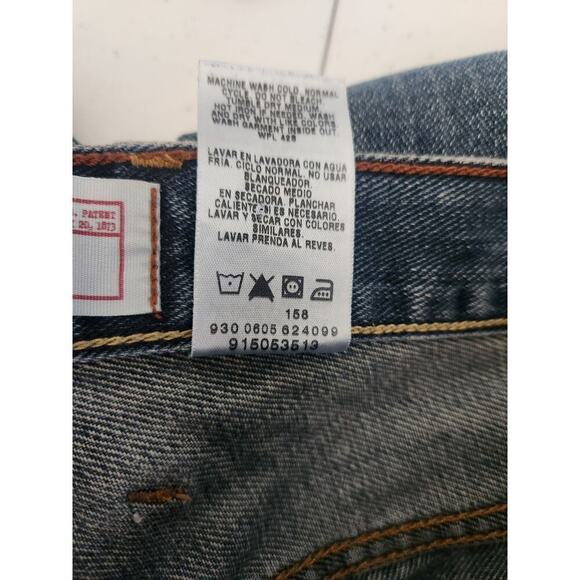 MACHINE WASH COLD, NORMAL
CYCLE. DO NOT BLEACH
TUMBLE DRY MEDIUM,
HOT IRON IF NEEDED, WASH
AND DRY WITH LIKE COLORS
WASH GARMENT INSIDE OUT.
WPL 423
LAVAR EN LAVADORA CON AGUA
FRIA. CICLO NORMAL. NO USAR
BLANQUEADOR.
SECADO MEDIO
EN SECADORA. PLANCHAR
CALIENTE SI ES NECESARIO.
LAVAR Y SECAR CON COLORES
SIMILARES.
LAVAR PRENDA AL REVES.
158
930 0605 624099
915053513
. PATENT
20, 1873